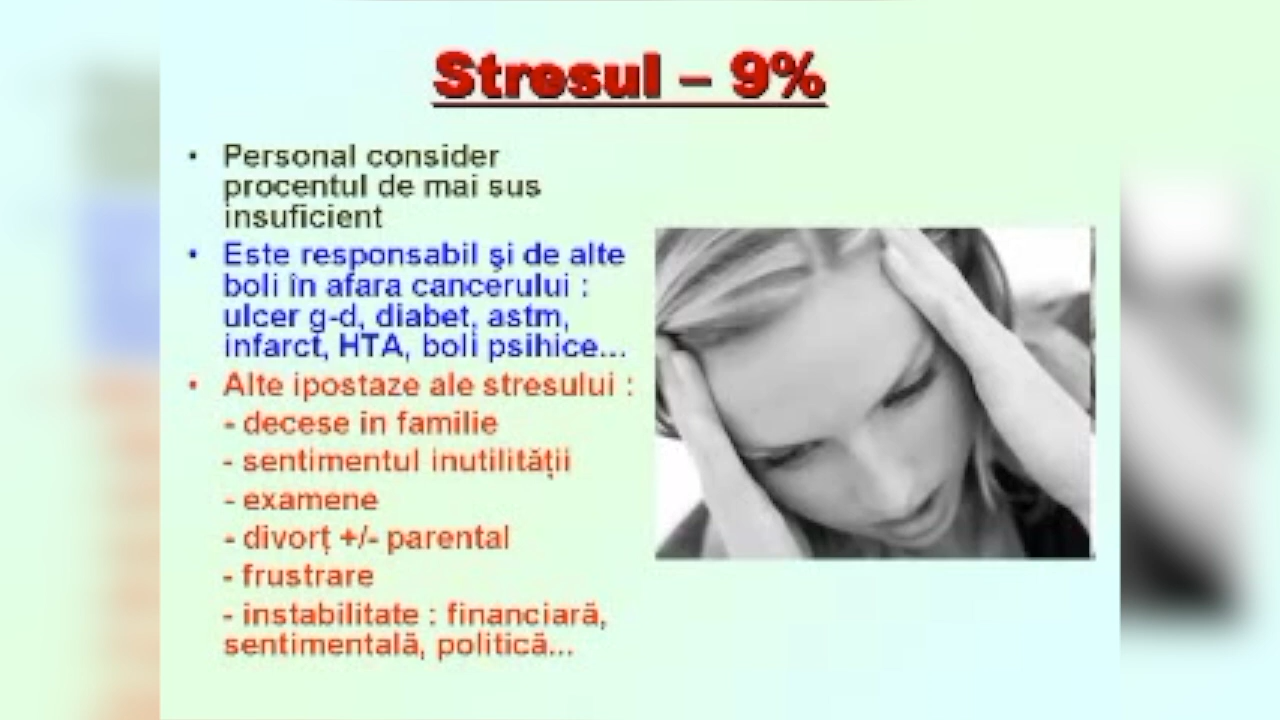 Stresul – 9%
• Personal consider
procentul de mai sus
insuficient
• Este responsabil şi de alte
boli în afara cancerului :
ulcer g-d, diabet, astm,
infarct, HTA, boli psihice...
• Alte ipostaze ale stresului :
- decese in familie
- sentimentul inutilităţii
- examene
- divorţ +/- parental
- frustrare
- instabilitate : financiară,
sentimentală, politică...